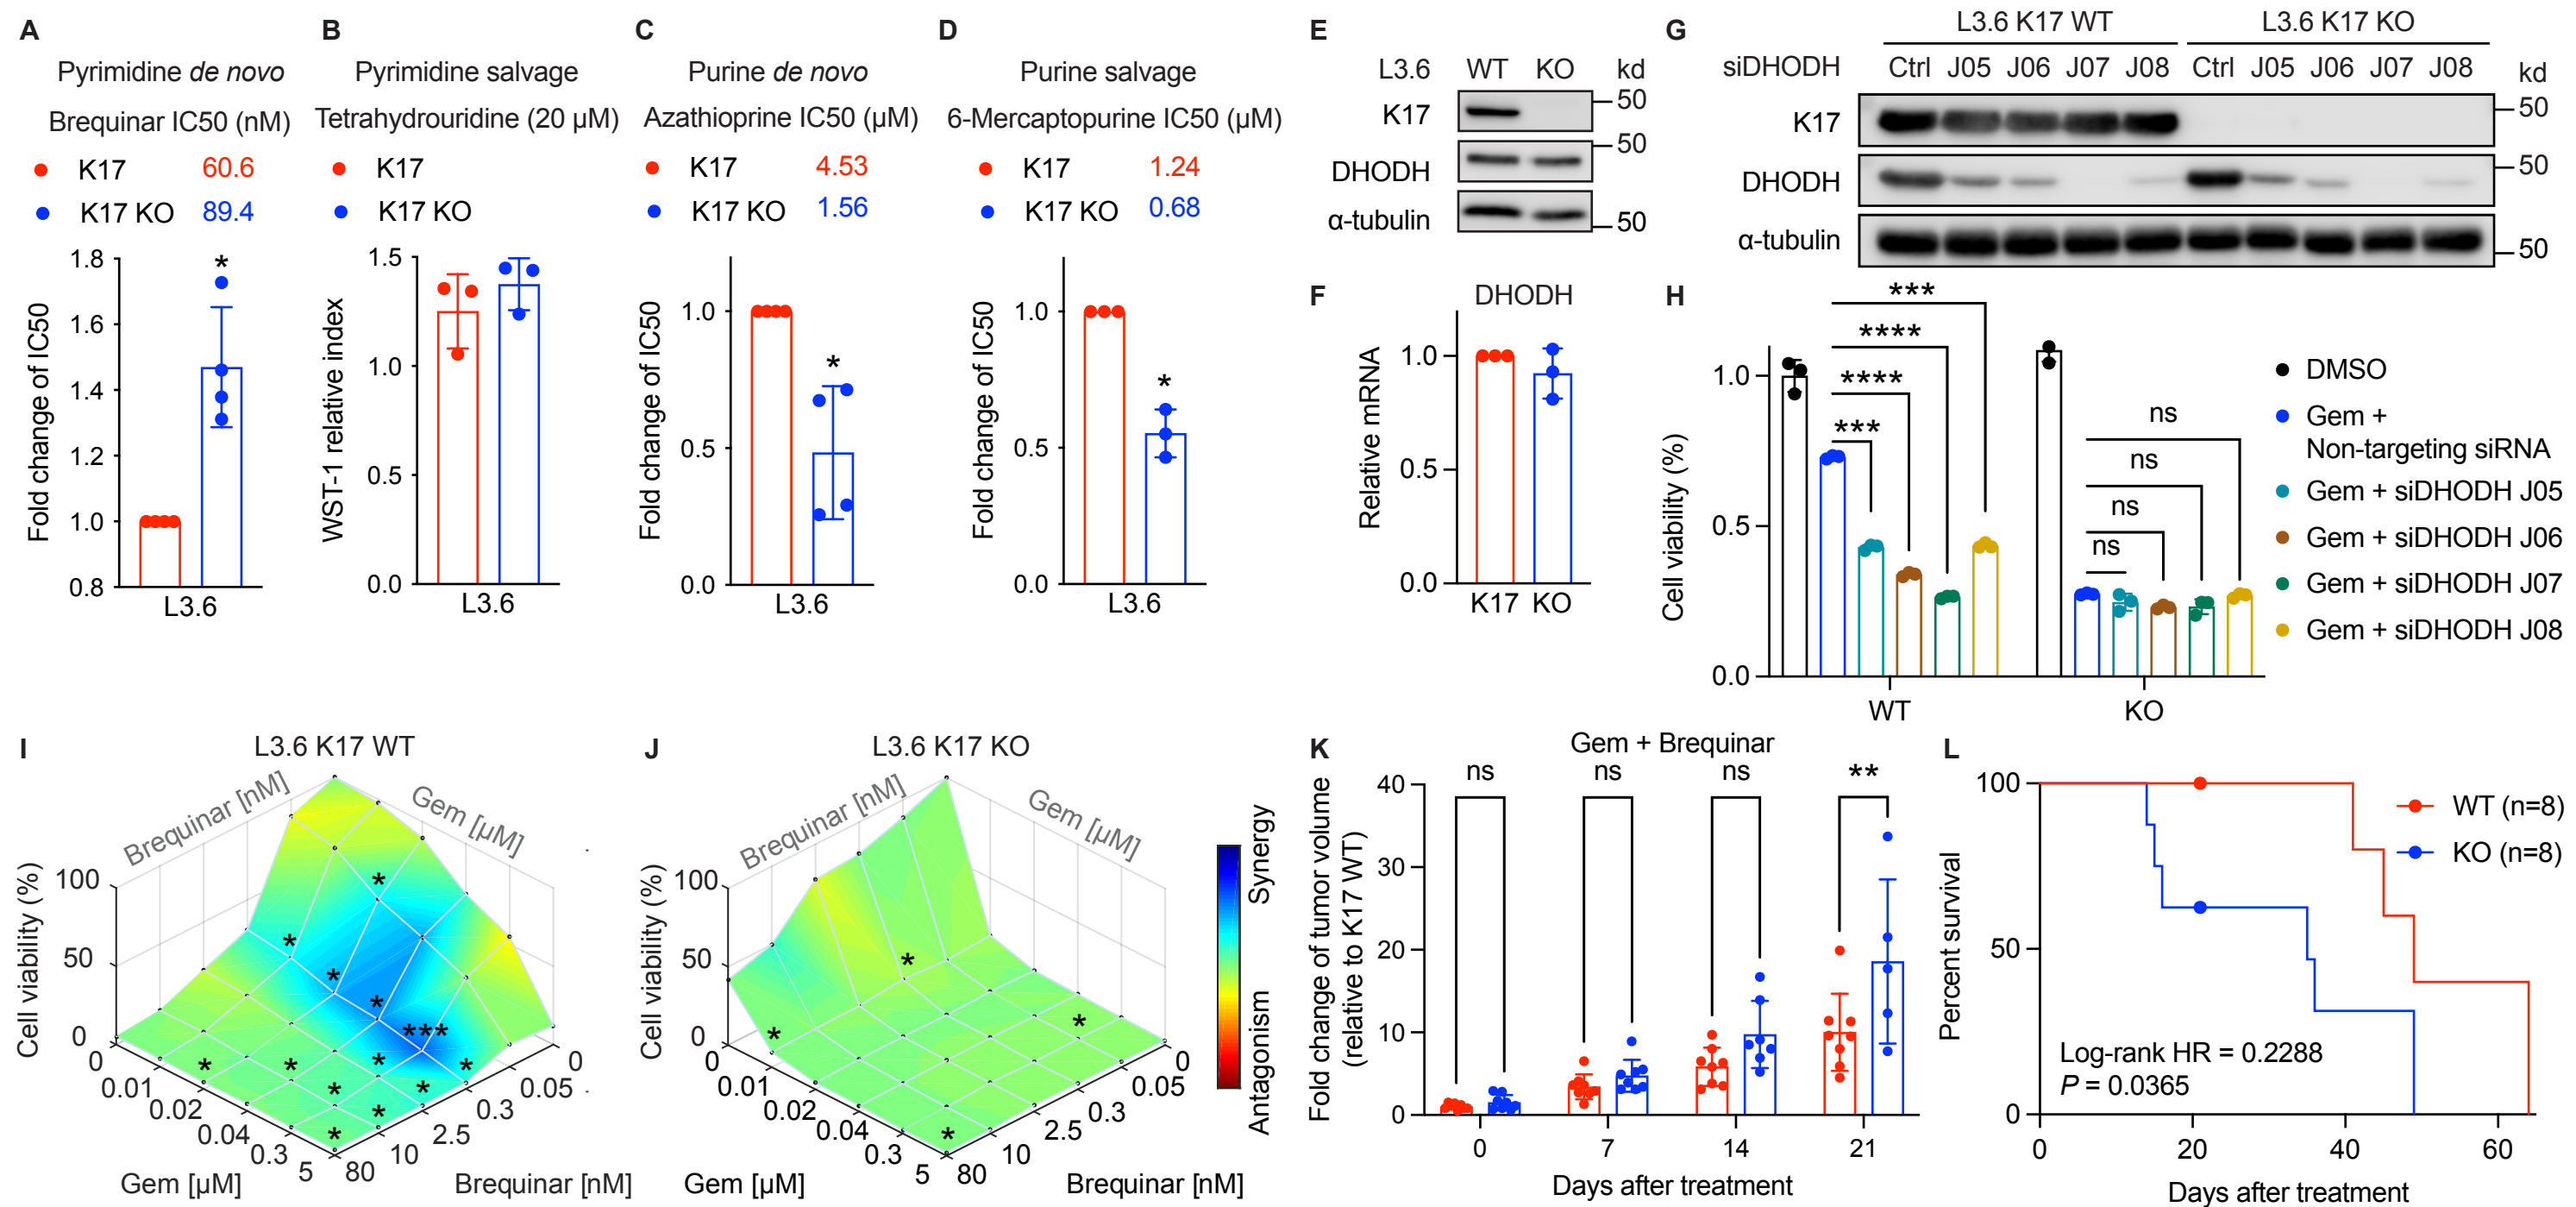 A
Pyrimidine de novo
Brequinar IC50 (nM)
K17 60.6
K17 KO 89.4
Fold change of IC50
1.8
1.6
1.4
1.2
1.0
0.8
*
L3.6
B
Pyrimidine salvage
Tetrahydrouridine (20 µM)
K17
K17 KO
WST-1 relative index
1.5
1.0
0.5
0.0
L3.6
C
Purine de novo
Azathioprine IC50 (µM)
K17 4.53
K17 KO 1.56
Fold change of IC50
1.0
0.5
0.0
*
L3.6
D
Purine salvage
6-Mercaptopurine IC50 (µM)
K17 1.24
K17 KO 0.68
Fold change of IC50
1.0
0.5
0.0
*
L3.6
E
L3.6 WT KO kd
K17 50
DHODH 50
α-tubulin 50
F
DHODH
Relative mRNA
1.0
0.5
0.0
K17 KO
G
L3.6 K17 WT L3.6 K17 KO
siDHODH Ctrl J05 J06 J07 J08 Ctrl J05 J06 J07 J08 kd
K17 50
DHODH 50
α-tubulin 50
H
Cell viability (%)
1.0
0.5
0.0
***
****
****
***
ns
ns
ns
ns
WT KO
DMSO
Gem +
Non-targeting siRNA
Gem + siDHODH J05
Gem + siDHODH J06
Gem + siDHODH J07
Gem + siDHODH J08
I
L3.6 K17 WT
Brequinar [nM]
Gem [µM]
Cell viability (%)
100
50
0
*
*
*
*
***
*
*
*
*
*
*
*
*
*
0
0.01
0.02
0.04
0.3
5
80
10
2.5
0.3
0.05
0
Gem [µM]
Brequinar [nM]
J
L3.6 K17 KO
Brequinar [nM]
Gem [µM]
Cell viability (%)
100
50
0
*
*
*
*
0
0.01
0.02
0.04
0.3
5
80
10
2.5
0.3
0.05
0
Gem [µM]
Brequinar [nM]
Synergy
Antagonism
K
Gem + Brequinar
Fold change of tumor volume
(relative to K17 WT)
40
30
20
10
0
ns ns ns **
0 7 14 21
Days after treatment
L
Percent survival
100
50
0
WT (n=8)
KO (n=8)
Log-rank HR = 0.2288
P = 0.0365
0 20 40 60
Days after treatment